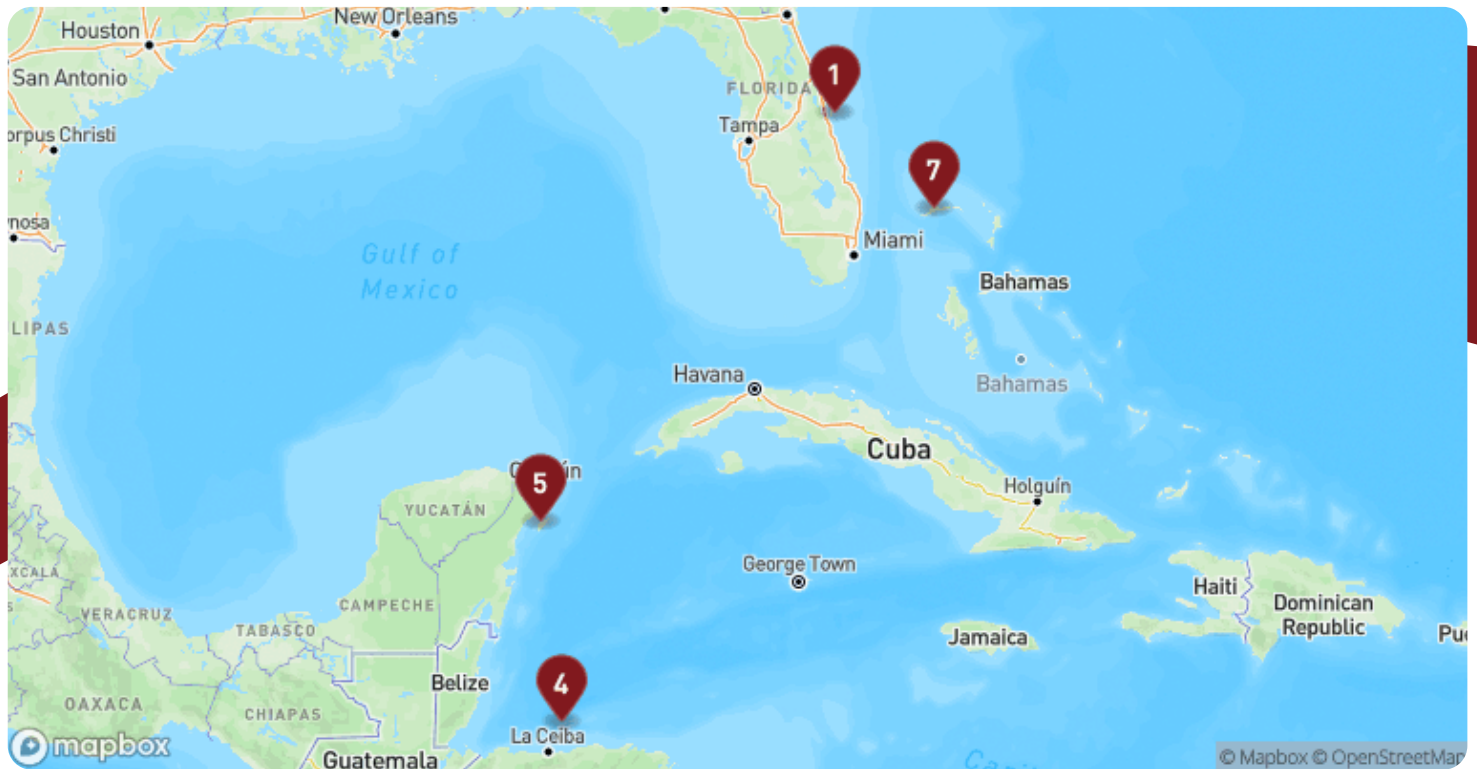 New Orleans
Houston
San Antonio
FLORIDA
1
Tampa
orpus Christi
7
nosa
Miami
Gulf of
Mexico
Bahamas
LIPAS
Havana
Bahamas
Cuba
5
Holguín
YUCATÁN
George Town
XCALA
Haiti
CAMPECHE
VERACRUZ
TABASCO
Dominican
Republic
Jamaica
Pue
Belize
4
OAXACA
CHIAPAS
La Ceiba
mapbox
Guatemala
© Mapbox © OpenStreetMap